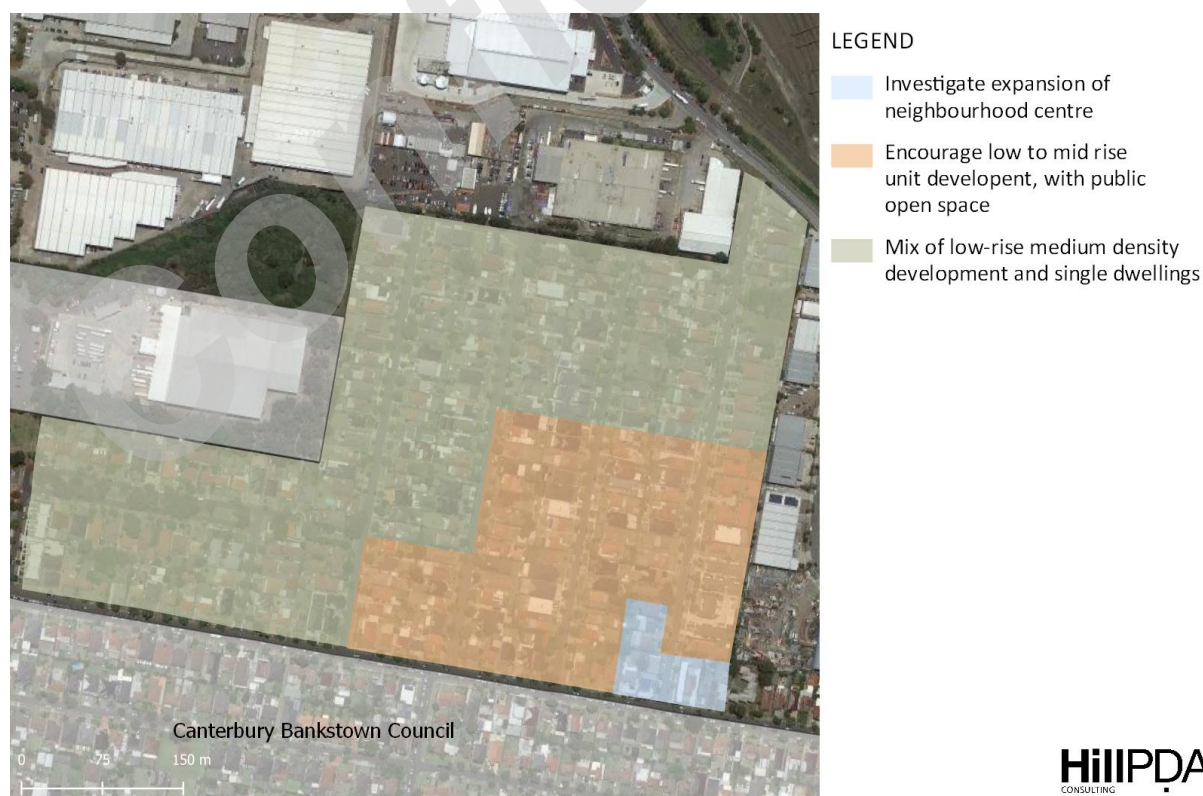 LEGEND
Investigate expansion of
neighbourhood centre
Encourage low to mid rise
unit developent, with public
open space
Mix of low-rise medium density
development and single dwellings
Canterbury Bankstown Council
0 75 150 m
HillPDA
CONSULTING